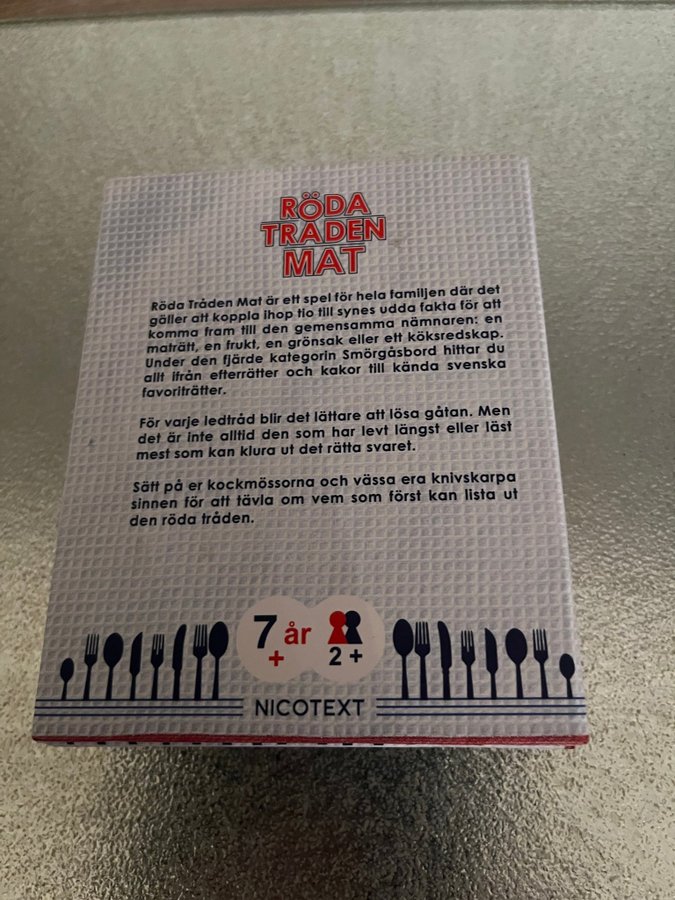 RÖDA
TRÅDEN
MAT
Röda Tråden Mat är ett spel för hela familjen där det
gäller att koppla ihop tio till synes udda fakta för att
komma fram till den gemensamma nämnaren: en
maträtt, en frukt, en grönsak eller ett köksredskap.
Under den fjärde kategorin Smörgåsbord hittar du
allt ifrån efterrätter och kakor till kända svenska
favoriträtter.
För varje ledtråd blir det lättare att lösa gåtan. Men
det är inte alltid den som har levt längst eller läst
mest som kan klura ut det rätta svaret.
Sätt på er kockmössorna och vässa era knivskarpa
sinnen för att tävla om vem som först kan lista ut
den röda tråden.
7 år
+
2 +
NICOTEXT